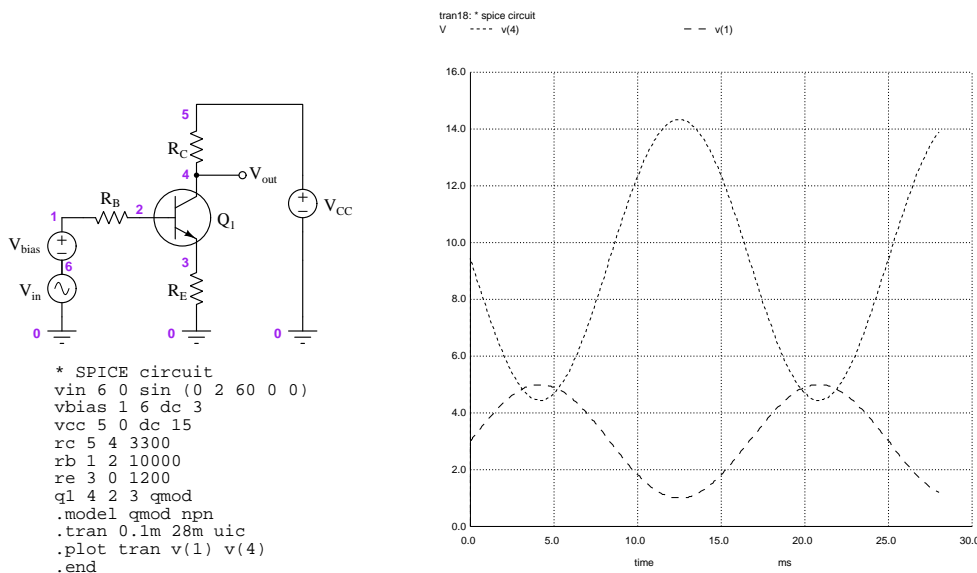 5
R_C
4
V_out
R_B
1
2
Q_1
V_CC
V_bias
+
-
+
-
6
3
V_in
R_E
0
0
0
* SPICE circuit
vin 6 0 sin (0 2 60 0 0)
vbias 1 6 dc 3
vcc 5 0 dc 15
rc 5 4 3300
rb 1 2 10000
re 3 0 1200
q1 4 2 3 qmod
.model qmod npn
.tran 0.1m 28m uic
.plot tran v(1) v(4)
.end
tran18: * spice circuit
V v(4) v(1)
16.0
14.0
12.0
10.0
8.0
6.0
4.0
2.0
0.0
0.0 5.0 10.0 15.0 20.0 25.0 30.0
time ms